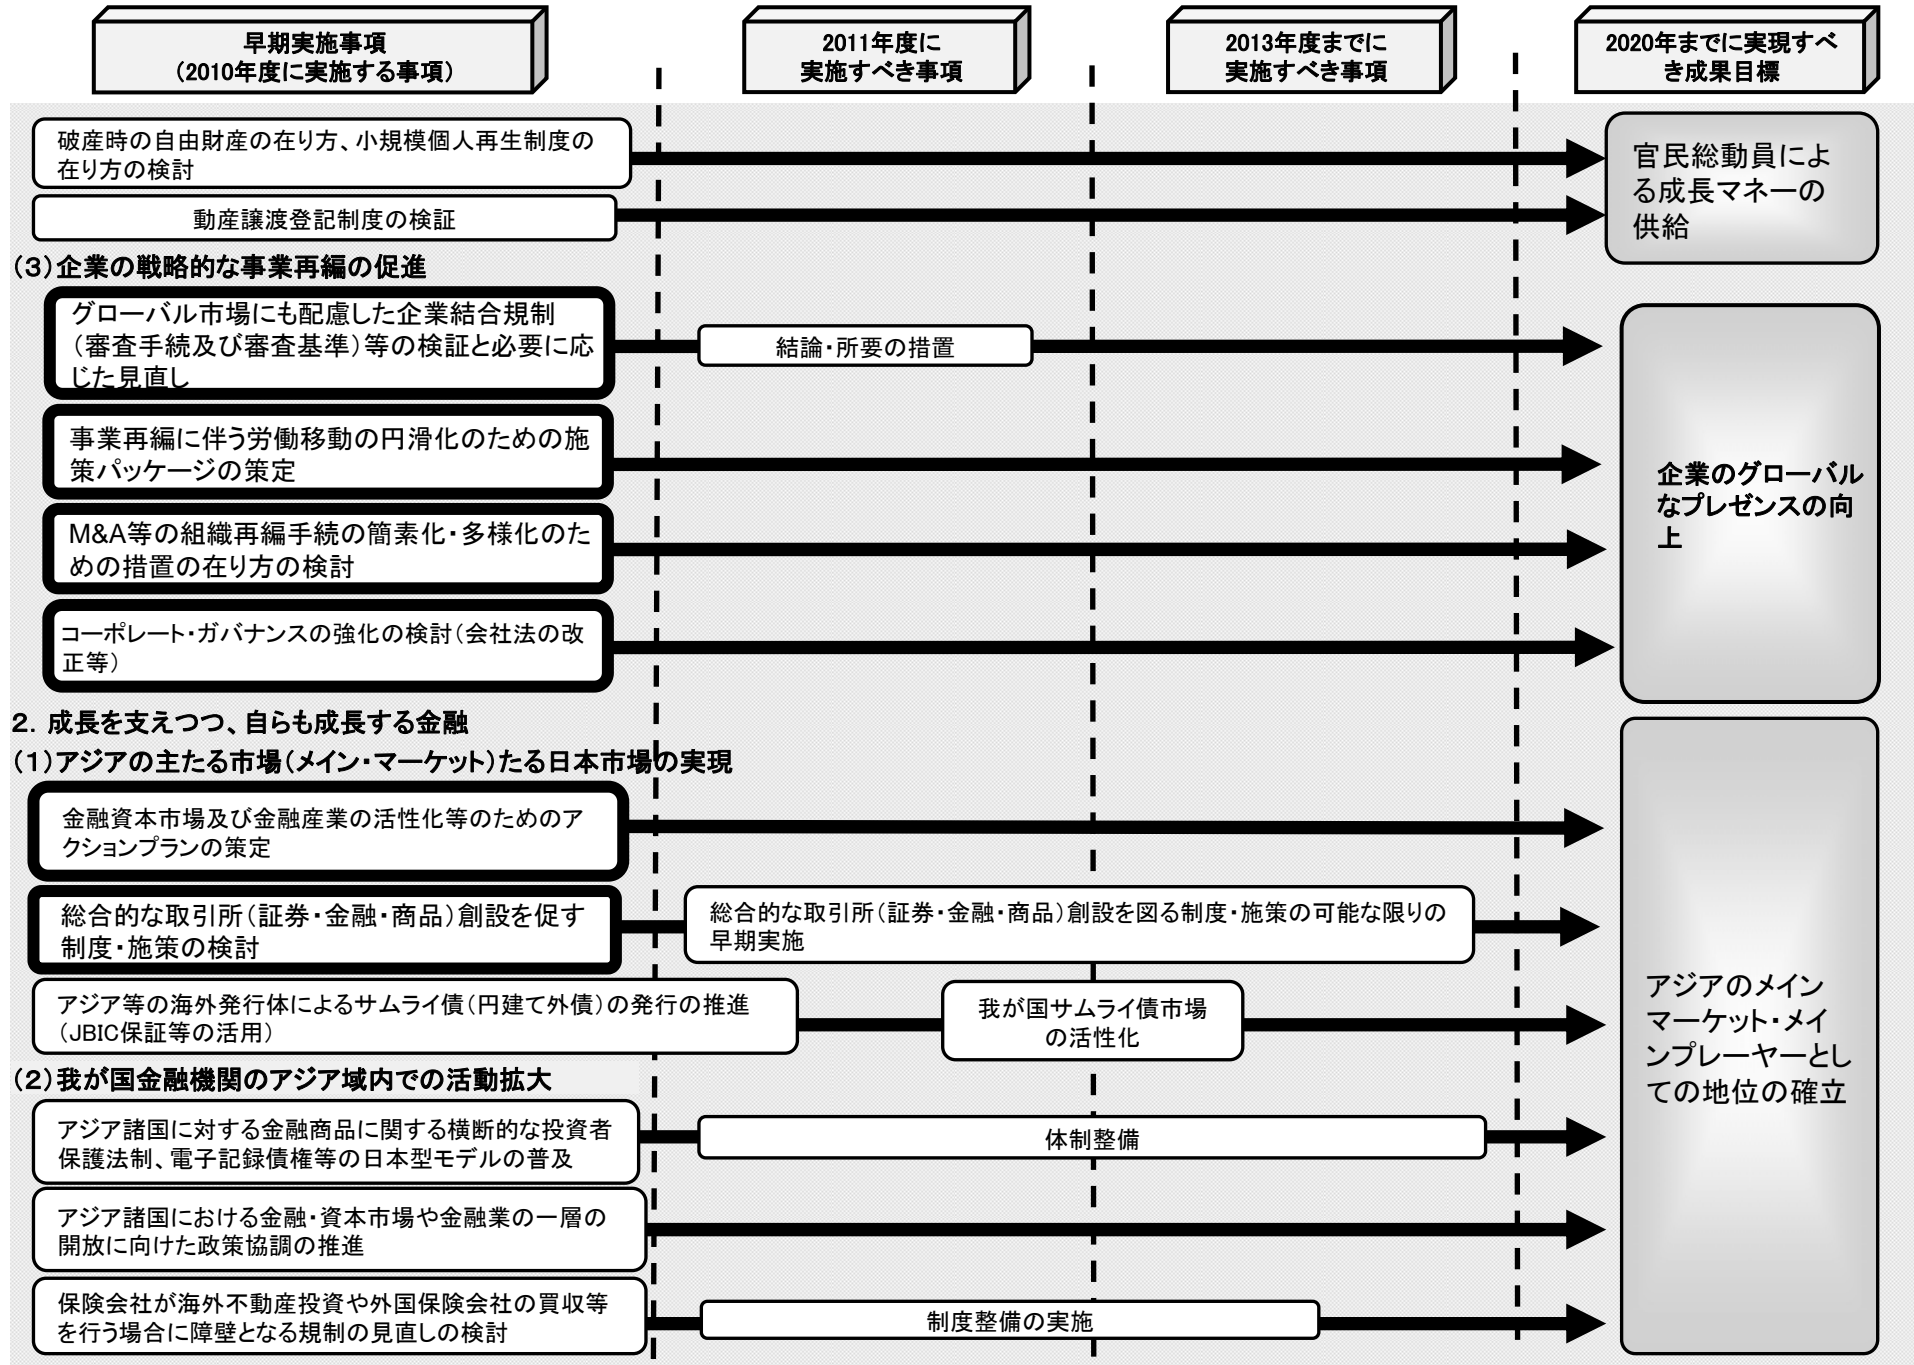 早期実施事項
（2010年度に実施する事項）
2011年度に
実施すべき事項
2013年度までに
実施すべき事項
2020年までに実現すべ
き成果目標
破産時の自由財産の在り方、小規模個人再生制度の
在り方の検討
動産譲渡登記制度の検証
官民総動員によ
る成長マネーの
供給
（３）企業の戦略的な事業再編の促進
グローバル市場にも配慮した企業結合規制
（審査手続及び審査基準）等の検証と必要に応
じた見直し
結論・所要の措置
事業再編に伴う労働移動の円滑化のための施
策パッケージの策定
M&A等の組織再編手続の簡素化・多様化のた
めの措置の在り方の検討
コーポレート・ガバナンスの強化の検討（会社法の改
正等）
企業のグローバル
なプレゼンスの向
上
２．成長を支えつつ、自らも成長する金融
（１）アジアの主たる市場（メイン・マーケット）たる日本市場の実現
金融資本市場及び金融産業の活性化等のためのア
クションプランの策定
総合的な取引所（証券・金融・商品）創設を促す
制度・施策の検討
総合的な取引所（証券・金融・商品）創設を図る制度・施策の可能な限りの
早期実施
アジア等の海外発行体によるサムライ債（円建て外債）の発行の推進
（JBIC保証等の活用）
我が国サムライ債市場
の活性化
アジアのメイン
マーケット・メイ
ンプレーヤーとし
ての地位の確立
（２）我が国金融機関のアジア域内での活動拡大
アジア諸国に対する金融商品に関する横断的な投資者
保護法制、電子記録債権等の日本型モデルの普及
体制整備
アジア諸国における金融・資本市場や金融業の一層の
開放に向けた政策協調の推進
保険会社が海外不動産投資や外国保険会社の買収等
を行う場合に障壁となる規制の見直しの検討
制度整備の実施